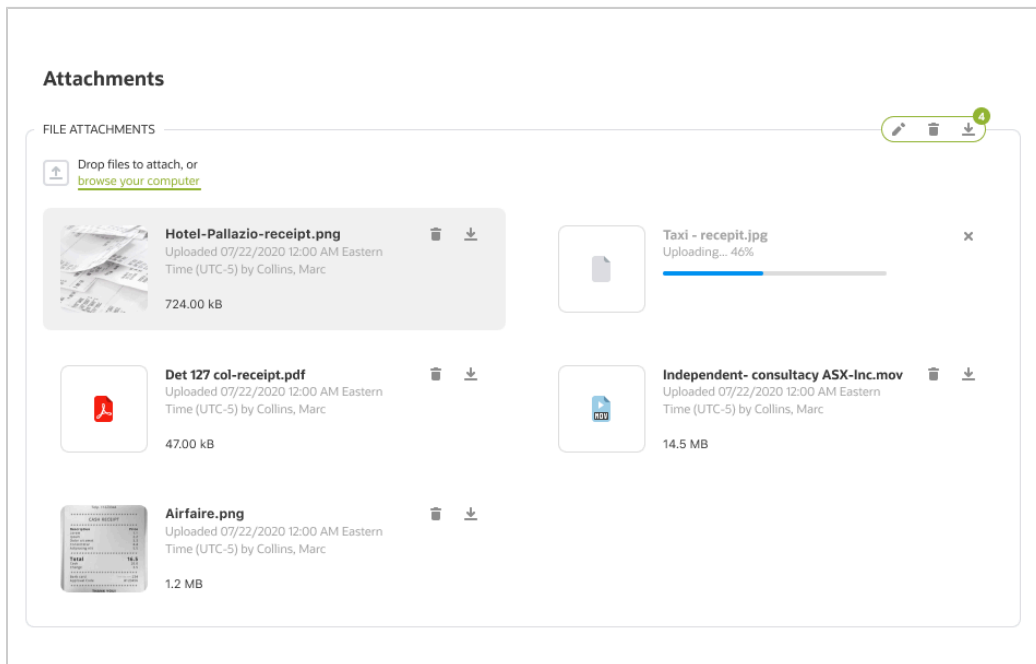 Attachments
FILE ATTACHMENTS
4
Drop files to attach, or
browse your computer
Hotel-Pallazio-receipt.png
Uploaded 07/22/2020 12:00 AM Eastern
Time (UTC-5) by Collins, Marc
724.00 kB
Taxi - recepit.jpg
Uploading... 46%
Det 127 col-receipt.pdf
Uploaded 07/22/2020 12:00 AM Eastern
Time (UTC-5) by Collins, Marc
47.00 kB
Independent- consultacy ASX-Inc.mov
Uploaded 07/22/2020 12:00 AM Eastern
Time (UTC-5) by Collins, Marc
14.5 MB
MOV
CASH RECEIPT
Total 16.5
Airfaire.png
Uploaded 07/22/2020 12:00 AM Eastern
Time (UTC-5) by Collins, Marc
1.2 MB